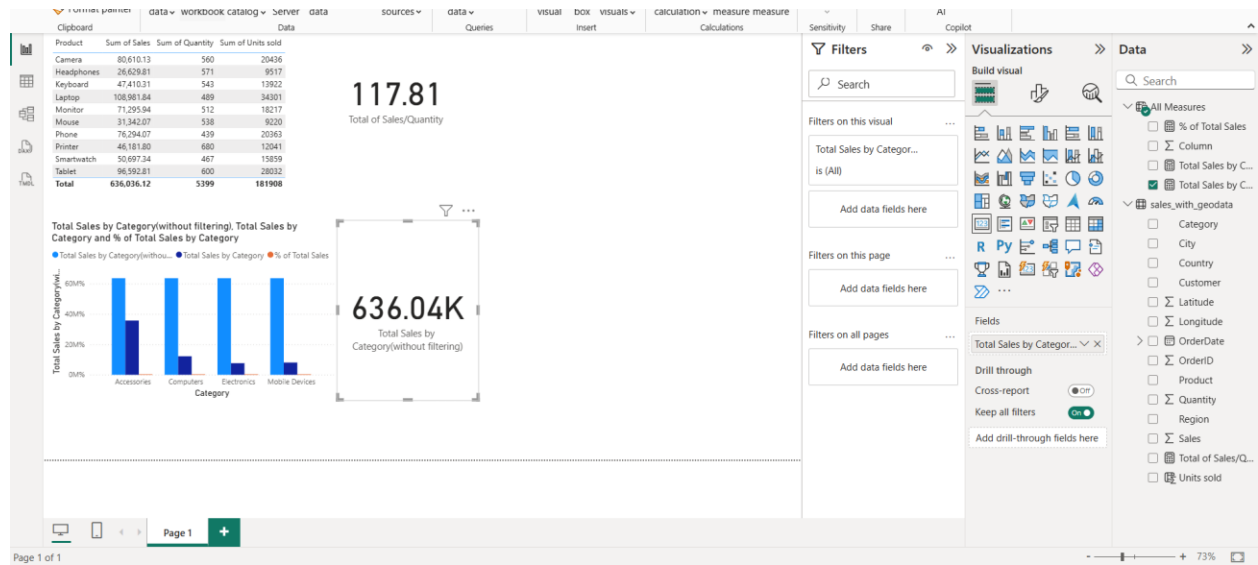 Format painter
data workbook catalog Server data
sources
data
visual box visuals
calculation measure measure
AI
Clipboard
Data
Queries
Insert
Calculations
Sensitivity
Share
Copilot
Product Sum of Sales Sum of Quantity Sum of Units sold
Camera 80,610.13 560 20436
Headphones 26,629.81 571 9517
Keyboard 47,410.31 543 13922
Laptop 108,981.84 489 34301
Monitor 71,295.94 512 18217
Mouse 31,342.07 538 9220
Phone 76,294.07 439 20363
Printer 46,181.80 680 12041
Smartwatch 50,697.34 467 15859
Tablet 96,592.81 600 28032
Total 636,036.12 5399 181908
117.81
Total of Sales/Quantity
Total Sales by Category(without filtering), Total Sales by
Category and % of Total Sales by Category
Total Sales by Category(withou... Total Sales by Category % of Total Sales
Total Sales by Category(wi...
60M%
40M%
20M%
0M%
Accessories Computers Electronics Mobile Devices
Category
636.04K
Total Sales by
Category(without filtering)
Filters
Search
Filters on this visual ...
Total Sales by Categor...
is (All)
Add data fields here
Filters on this page ...
Add data fields here
Filters on all pages ...
Add data fields here
Visualizations
Build visual
123
R Py
...
Fields
Total Sales by Categor...
Drill through
Cross-report Off
Keep all filters On
Add drill-through fields here
Data
Search
All Measures
% of Total Sales
Column
Total Sales by C...
Total Sales by C...
sales_with_geodata
Category
City
Country
Customer
Latitude
Longitude
OrderDate
OrderID
Product
Quantity
Region
Sales
Total of Sales/Q...
Units sold
Page 1
+
Page 1 of 1
- + 73%